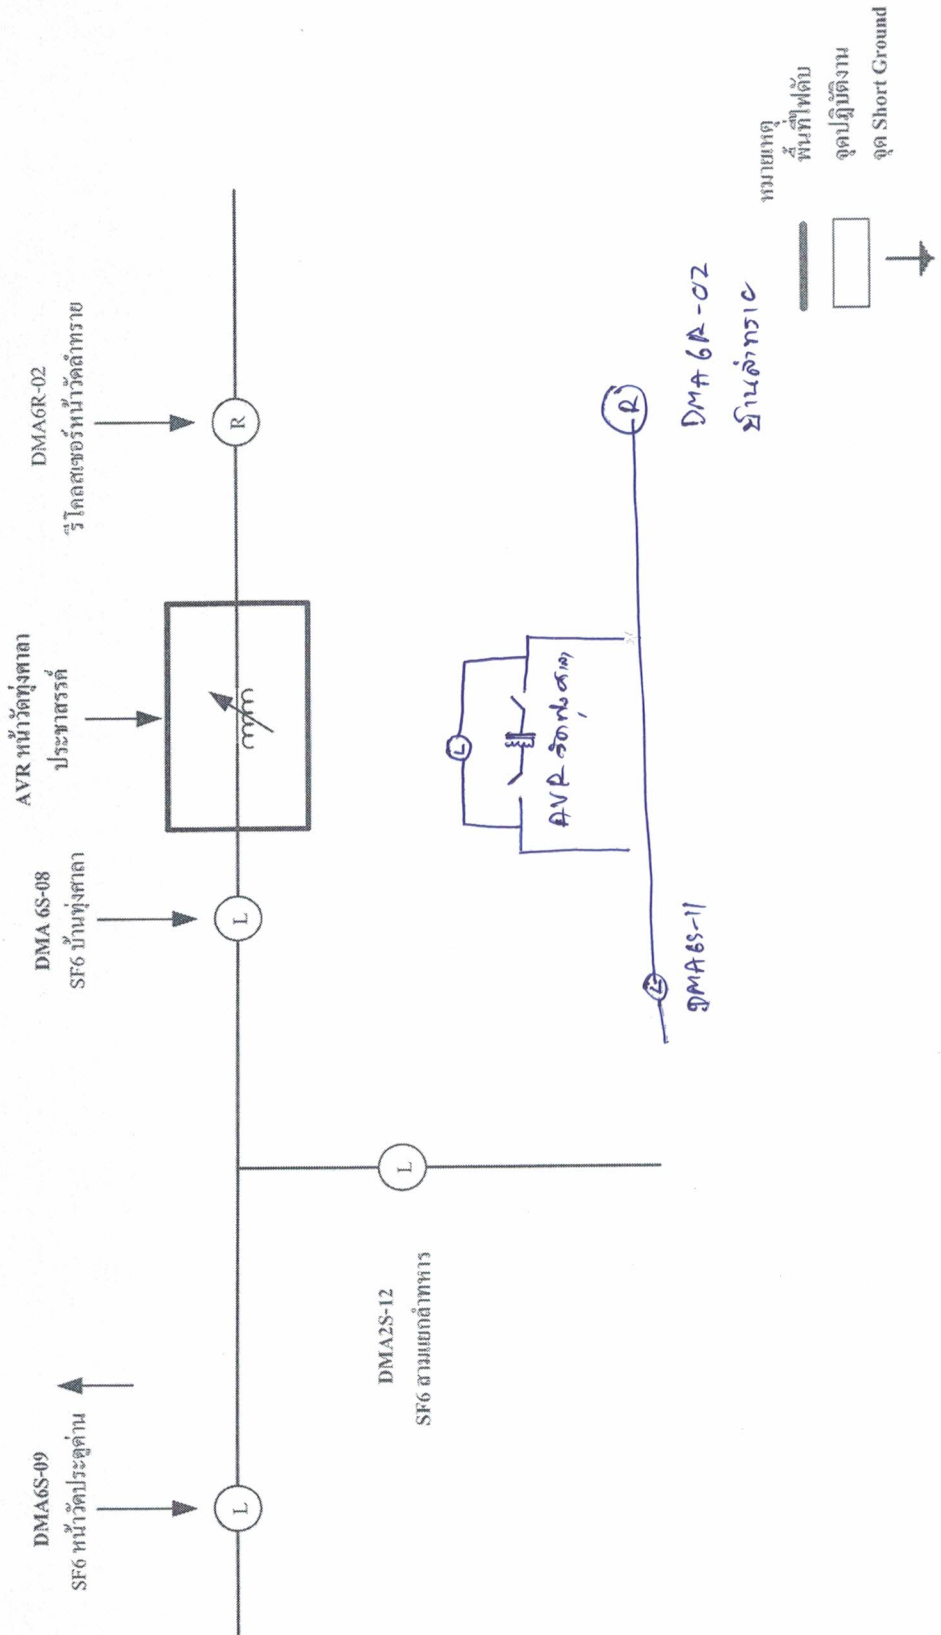 DMA6S-09
SF6 หน้าวัดประตูด่าน
L
DMA2S-12
SF6 สามแยกลำทหาร
L
DMA 6S-08
SF6 บ้านทุ่งศาลา
L
AVR หน้าวัดทุ่งศาลา
ประชาสรรค์
DMA6R-02
รีโคลสเซอร์หน้าวัดลำทราย
R
DMA6S-11
L
L
AVR วัดทุ่งศาลา
R
DMA 6R-02
บ้านลำทราย
หมายเหตุ
พื้นที่ไฟดับ
จุดปฏิบัติงาน
จุด Short Ground